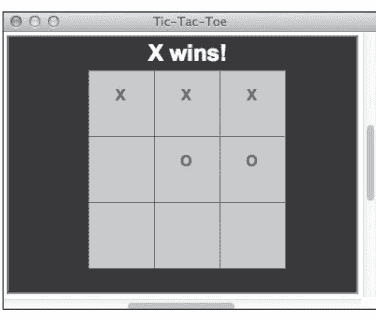 Tic-Tac-Toe
X wins!
X X X
O O